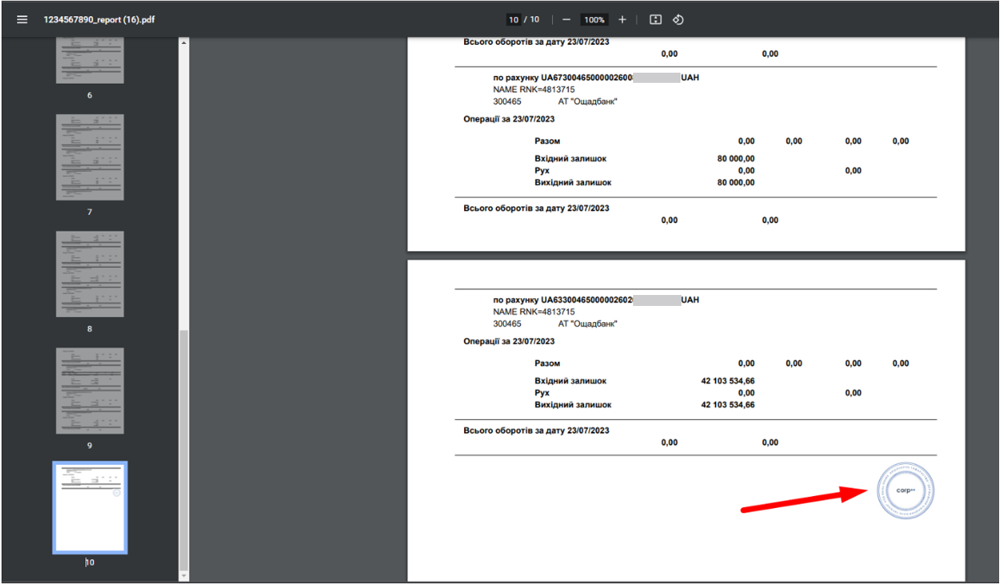 1234567890_report (16).pdf
10 / 10
100%
6
7
8
9
10
Всього оборотів за дату 23/07/2023
0,00 0,00
по рахунку UA67300465000002600 UAH
NAME RNK=4813715
300465 АТ "Ощадбанк"
Операції за 23/07/2023
Разом 0,00 0,00 0,00 0,00
Вхідний залишок 80 000,00
Рух 0,00 0,00
Вихідний залишок 80 000,00
Всього оборотів за дату 23/07/2023
0,00 0,00
по рахунку UA63300465000002602 UAH
NAME RNK=4813715
300465 АТ "Ощадбанк"
Операції за 23/07/2023
Разом 0,00 0,00 0,00 0,00
Вхідний залишок 42 103 534,66
Рух 0,00 0,00
Вихідний залишок 42 103 534,66
Всього оборотів за дату 23/07/2023
0,00 0,00
corp